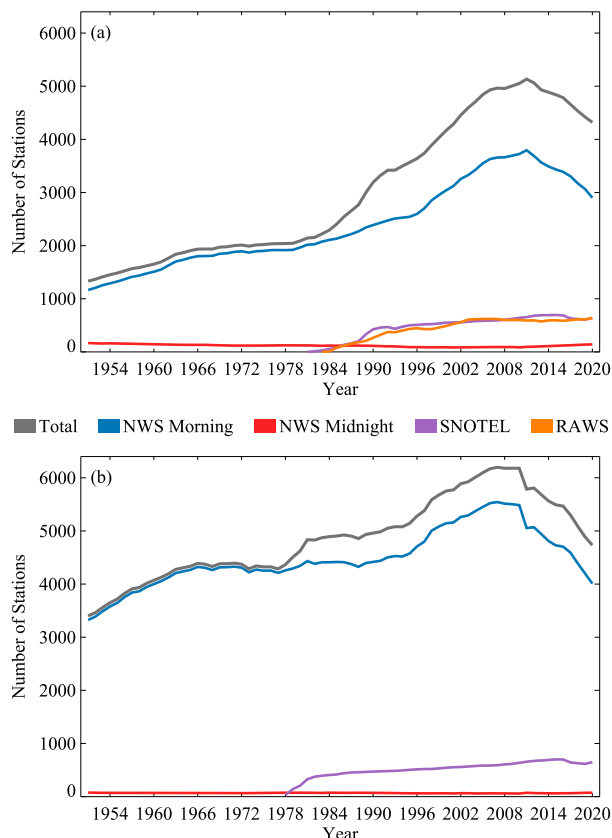 (a)
6000
5000
4000
3000
2000
1000
0
Number of Stations
1954 1960 1966 1972 1978 1984 1990 1996 2002 2008 2014 2020
Year
Total NWS Morning NWS Midnight SNOTEL RAWS
(b)
6000
5000
4000
3000
2000
1000
0
Number of Stations
1954 1960 1966 1972 1978 1984 1990 1996 2002 2008 2014 2020
Year